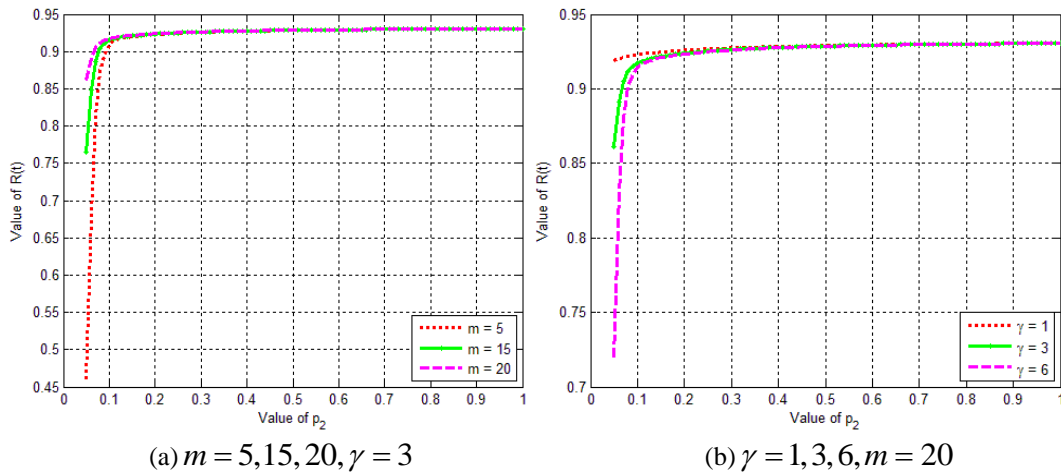 0.95
0.9
0.85
0.8
0.75
0.7
0.65
0.6
0.55
0.5
0.45
Value of R(t)
0 0.1 0.2 0.3 0.4 0.5 0.6 0.7 0.8 0.9 1
Value of p₂
m = 5
m = 15
m = 20
(a) m = 5,15,20, γ = 3
0.95
0.9
0.85
0.8
0.75
0.7
Value of R(t)
0 0.1 0.2 0.3 0.4 0.5 0.6 0.7 0.8 0.9 1
Value of p₂
γ = 1
γ = 3
γ = 6
(b) γ = 1,3,6, m = 20